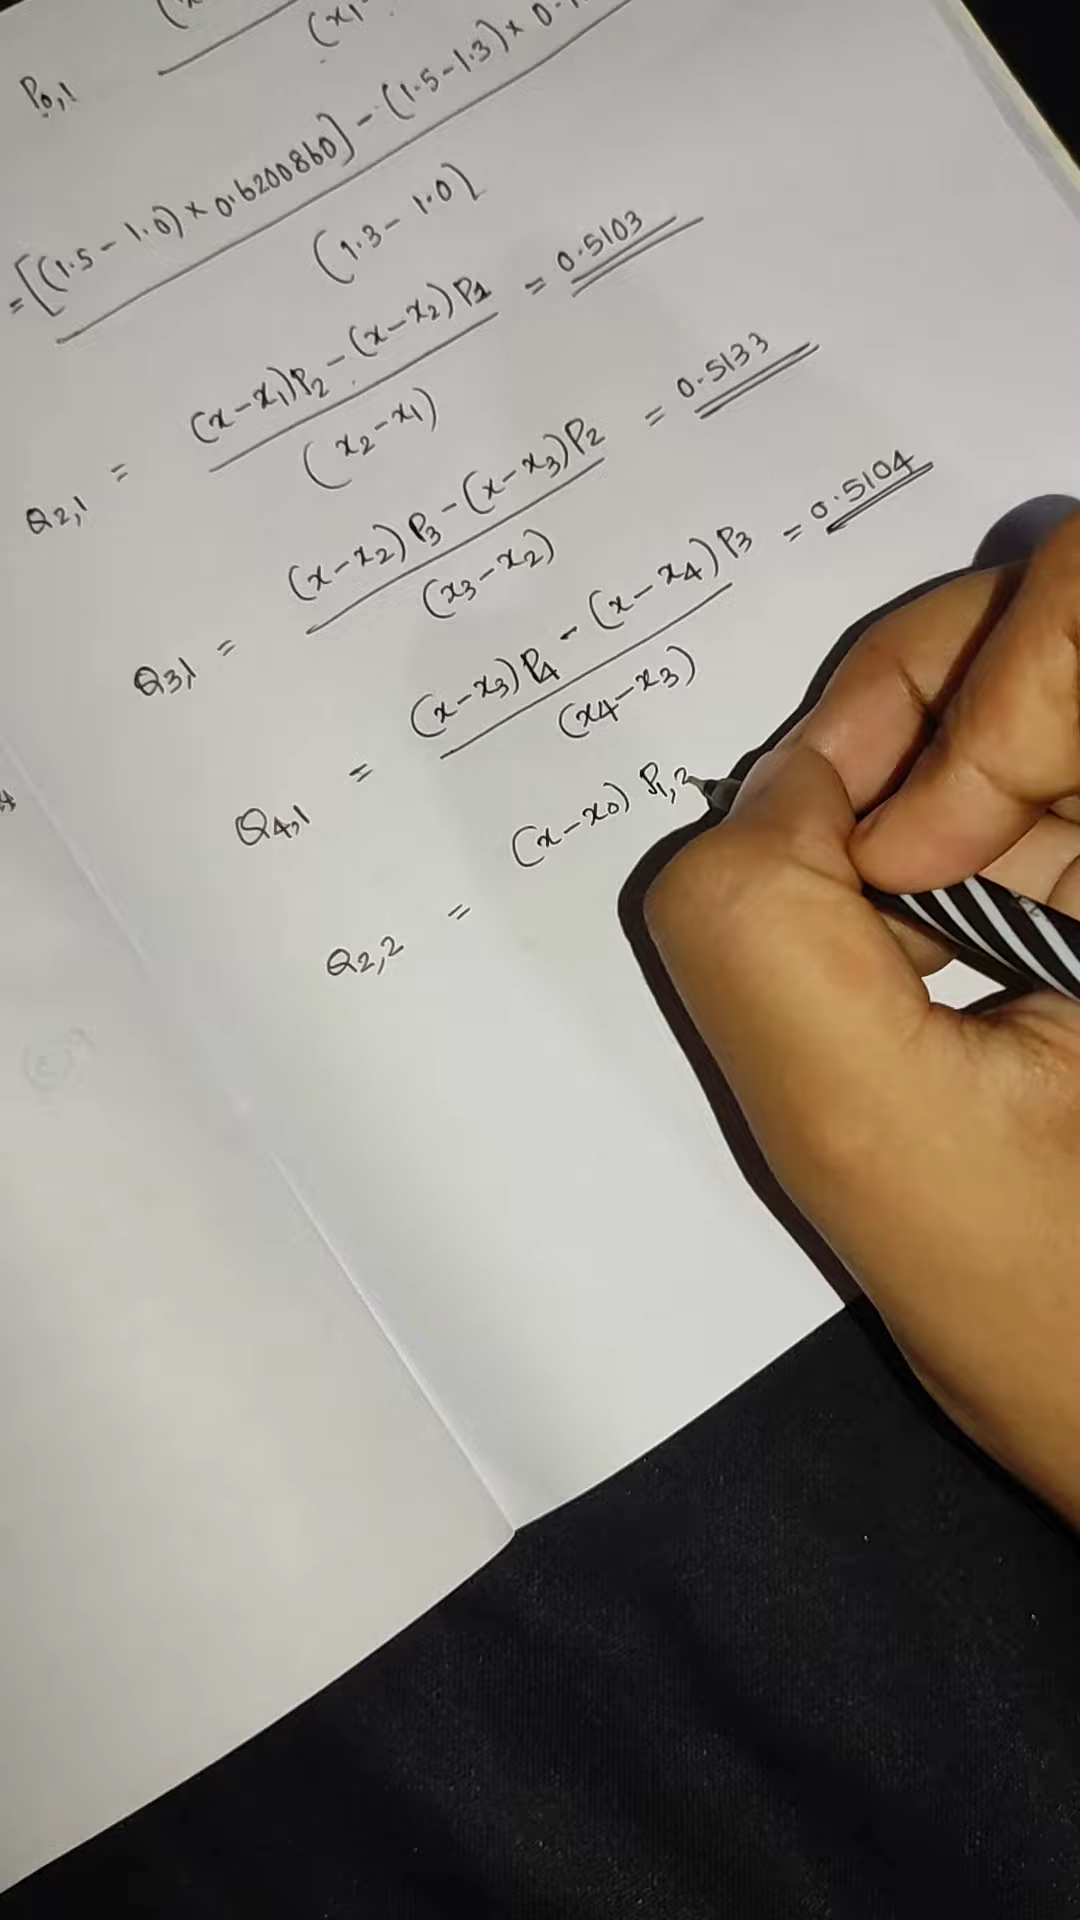 (x1
P0,1
= [(1.5 - 1.0) × 0.6200860] - (1.5 - 1.3) × 0.
(1.3 - 1.0)
Q2,1 = (x-x1)P2 - (x-x2)P1 = 0.5103
(x2-x1)
Q3,1 = (x-x2)P3 - (x-x3)P2 = 0.5133
(x3-x2)
Q4,1 = (x-x3)P4 - (x-x4)P3 = 0.5104
(x4-x3)
Q2,2 = (x-x0) P1,2